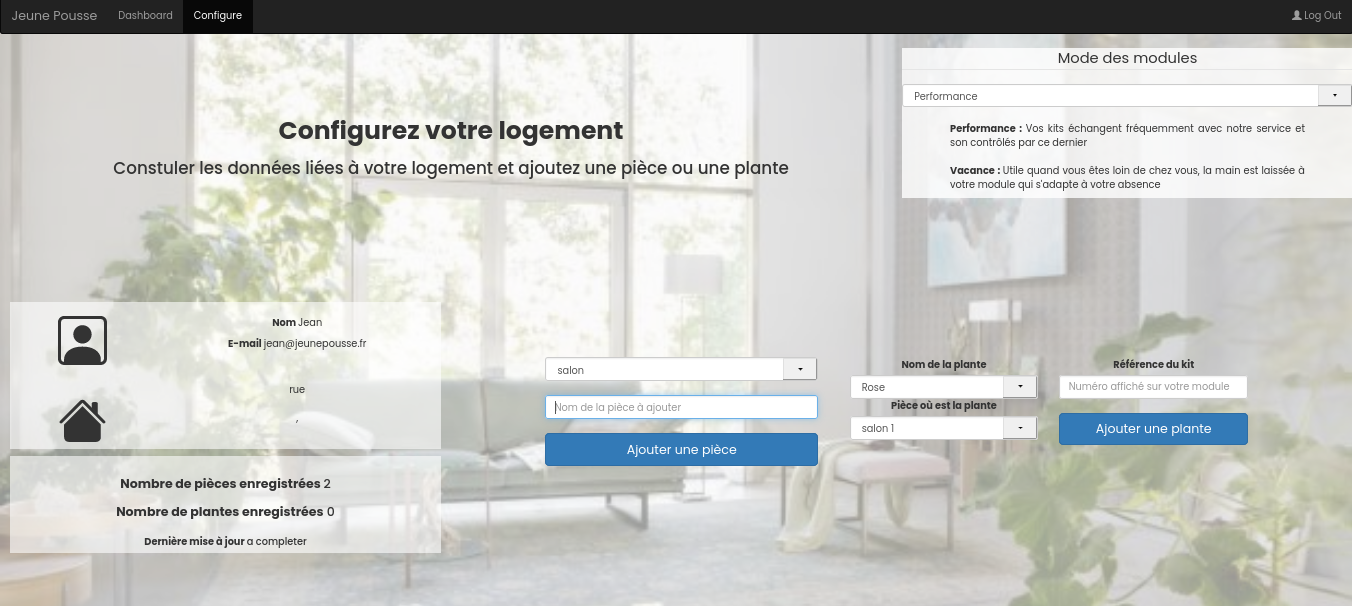 Jeune Pousse Dashboard Configure Log Out
Mode des modules
Performance
Performance : Vos kits échangent fréquemment avec notre service et
son contrôlés par ce dernier
Vacance : Utile quand vous êtes loin de chez vous, la main est laissée à
votre module qui s'adapte à votre absence
Configurez votre logement
Constuler les données liées à votre logement et ajoutez une pièce ou une plante
Nom Jean
E-mail jean@jeunepousse.fr
rue
,
Nombre de pièces enregistrées 2
Nombre de plantes enregistrées 0
Dernière mise à jour a completer
salon
Nom de la pièce à ajouter
Ajouter une pièce
Nom de la plante
Rose
Pièce où est la plante
salon 1
Référence du kit
Numéro affiché sur votre module
Ajouter une plante